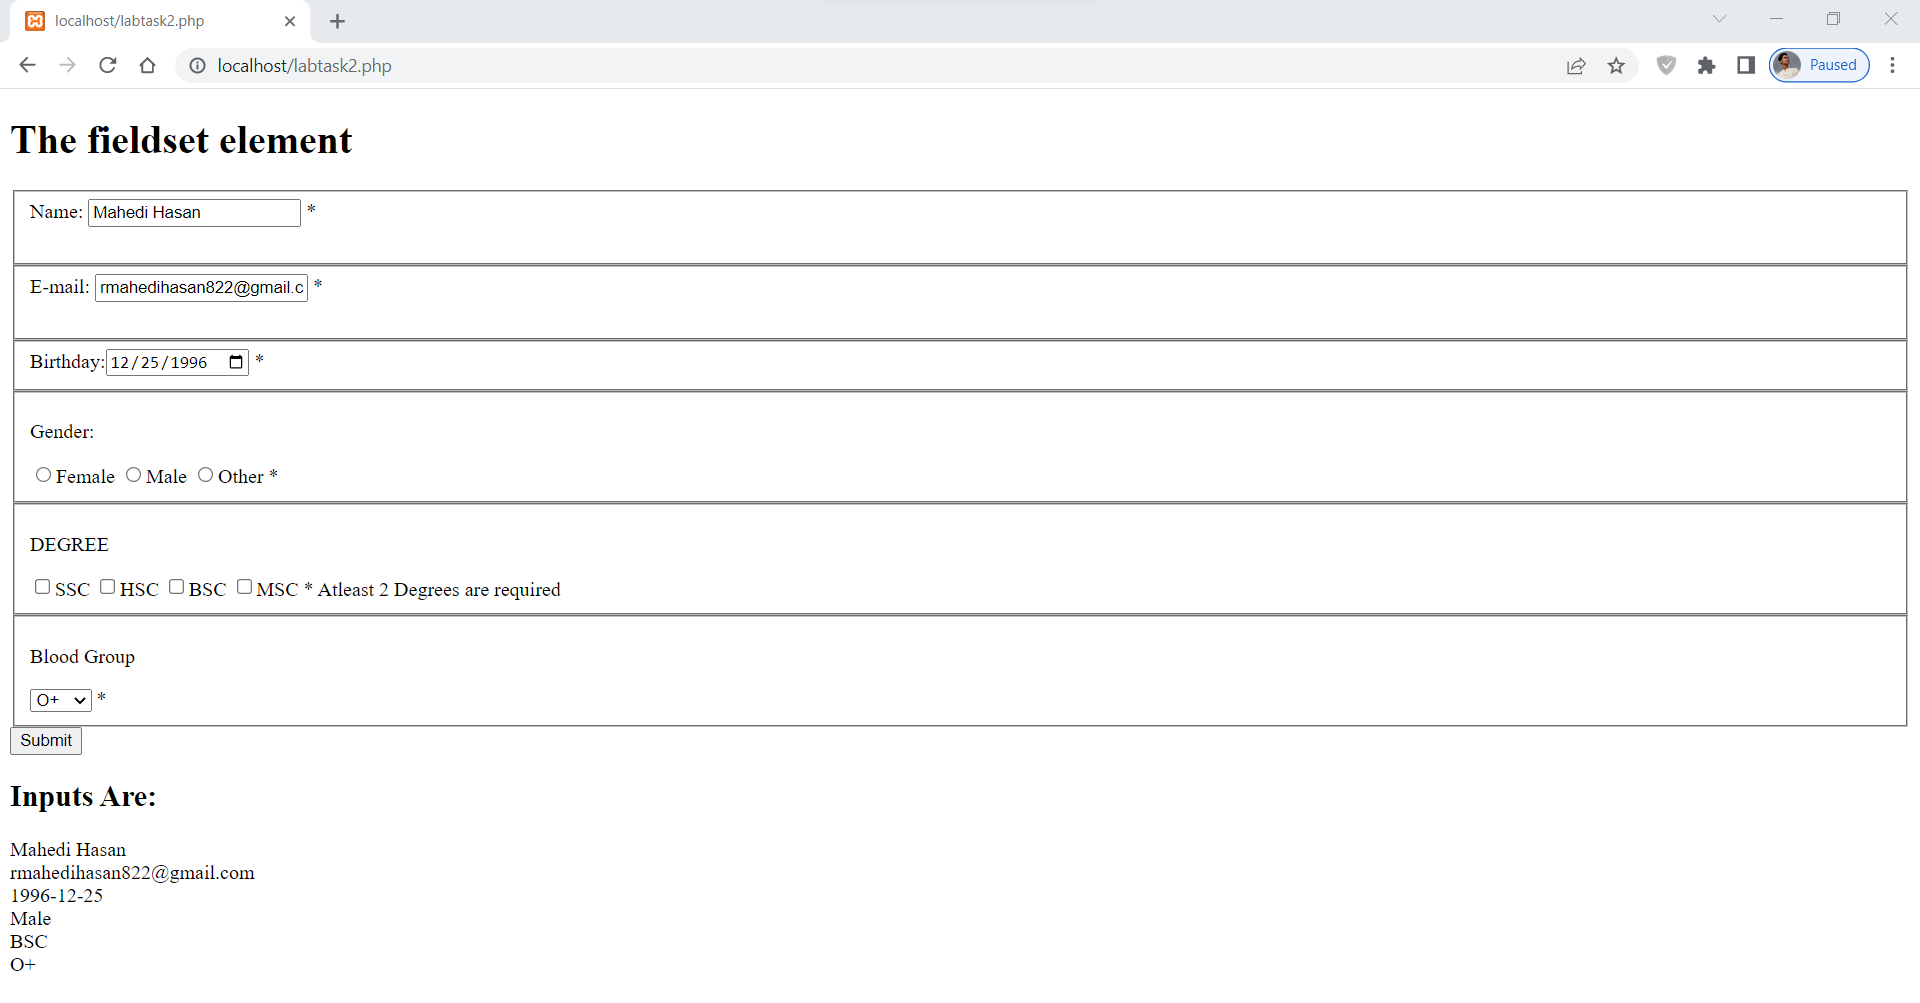 localhost/labtask2.php
localhost/labtask2.php
Paused
The fieldset element
Name: Mahedi Hasan *
E-mail: rmahedihasan822@gmail.c *
Birthday: 12/25/1996 *
Gender:
Female Male Other *
DEGREE
SSC HSC BSC MSC * Atleast 2 Degrees are required
Blood Group
O+ *
Submit
Inputs Are:
Mahedi Hasan
rmahedihasan822@gmail.com
1996-12-25
Male
BSC
O+